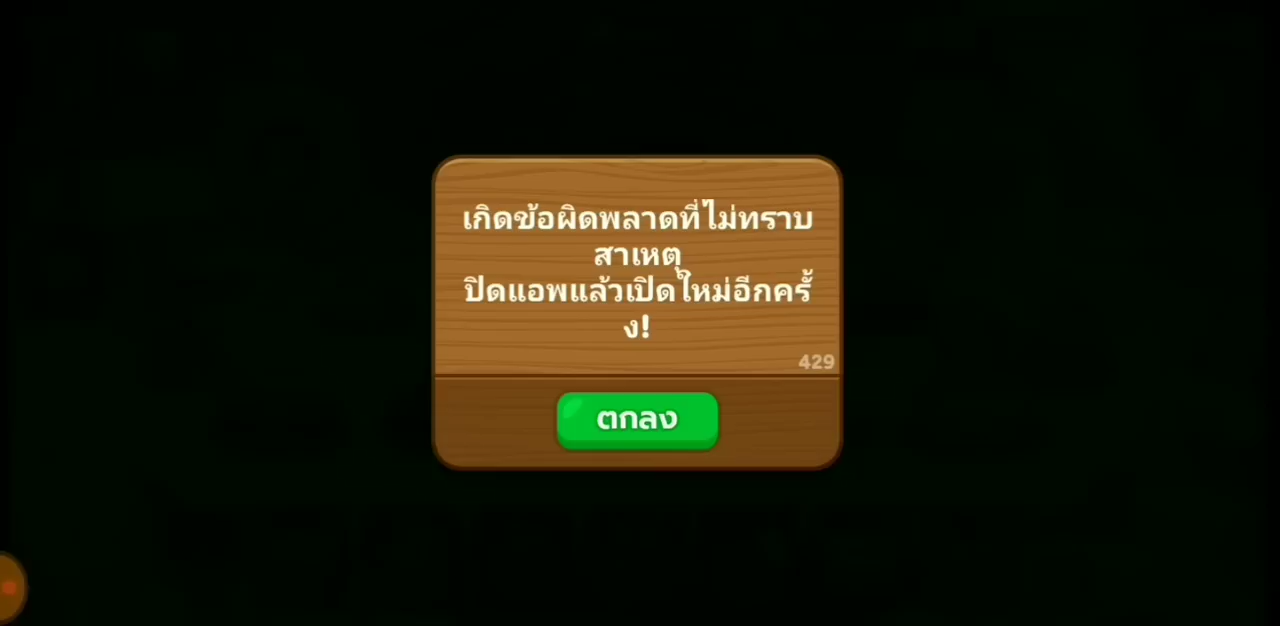 เกิดข้อผิดพลาดที่ไม่ทราบ
สาเหตุ
ปิดแอพแล้วเปิดใหม่อีกครั้
ง!
429
ตกลง